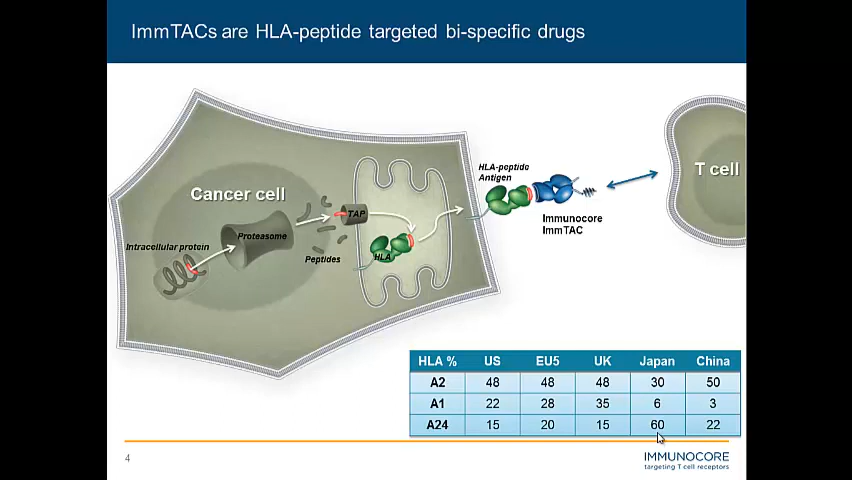 ImmTACs are HLA-peptide targeted bi-specific drugs
Cancer cell
Intracellular protein
Proteasome
Peptides
TAP
HLA
HLA-peptide
Antigen
Immunocore
ImmTAC
T cell
HLA % US EU5 UK Japan China
A2 48 48 48 30 50
A1 22 28 35 6 3
A24 15 20 15 60 22
4
IMMUNOCORE
targeting T cell receptors